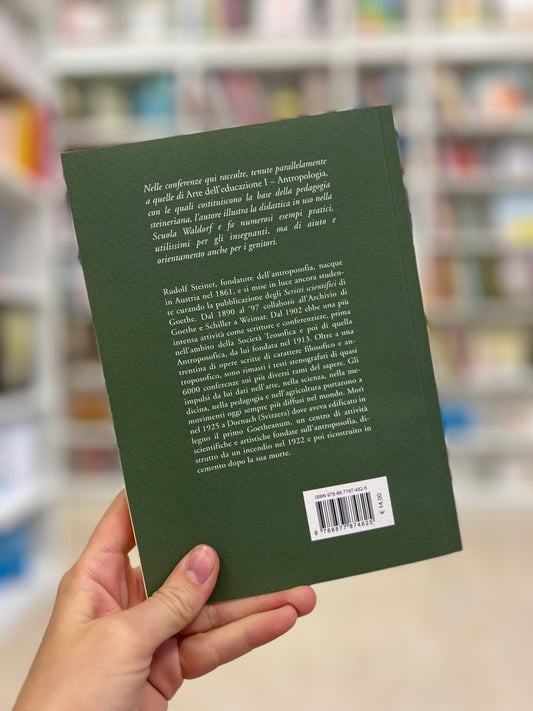 Nelle conferenze qui raccolte, tenute parallelamente
a quelle di Arte dell'educazione I – Antropologia,
con le quali costituiscono la base della pedagogia
steineriana, l'autore illustra la didattica in uso nella
Scuola Waldorf e fa numerosi esempi pratici,
utilissimi per gli insegnanti, ma di aiuto e
orientamento anche per i genitori.
Rudolf Steiner, fondatore dell'antroposofia, nacque
in Austria nel 1861, e si mise in luce ancora studen-
te curando la pubblicazione degli Scritti scientifici di
Goethe. Dal 1890 al '97 collaborò all'Archivio di
Goethe e Schiller a Weimar. Dal 1902 ebbe una più
intensa attività come scrittore e conferenziere, prima
nell'ambito della Società Teosofica e poi di quella
Antroposofica, da lui fondata nel 1913. Oltre a una
trentina di opere scritte di carattere filosofico e an-
troposofico, sono rimasti i testi stenografati di quasi
6000 conferenze sui più diversi rami del sapere. Gli
impulsi da lui dati nell'arte, nella scienza, nella me-
dicina, nella pedagogia e nell'agricoltura portarono a
movimenti oggi sempre più diffusi nel mondo. Morì
nel 1925 a Dornach (Svizzera) dove aveva edificato in
legno il primo Goetheanum, un centro di attività
scientifiche e artistiche fondate sull'antroposofia, di-
strutto da un incendio nel 1922 e poi ricostruito in
cemento dopo la sua morte.
ISBN 978-88-7787-482-5
9 788877 874825
€ 14,00